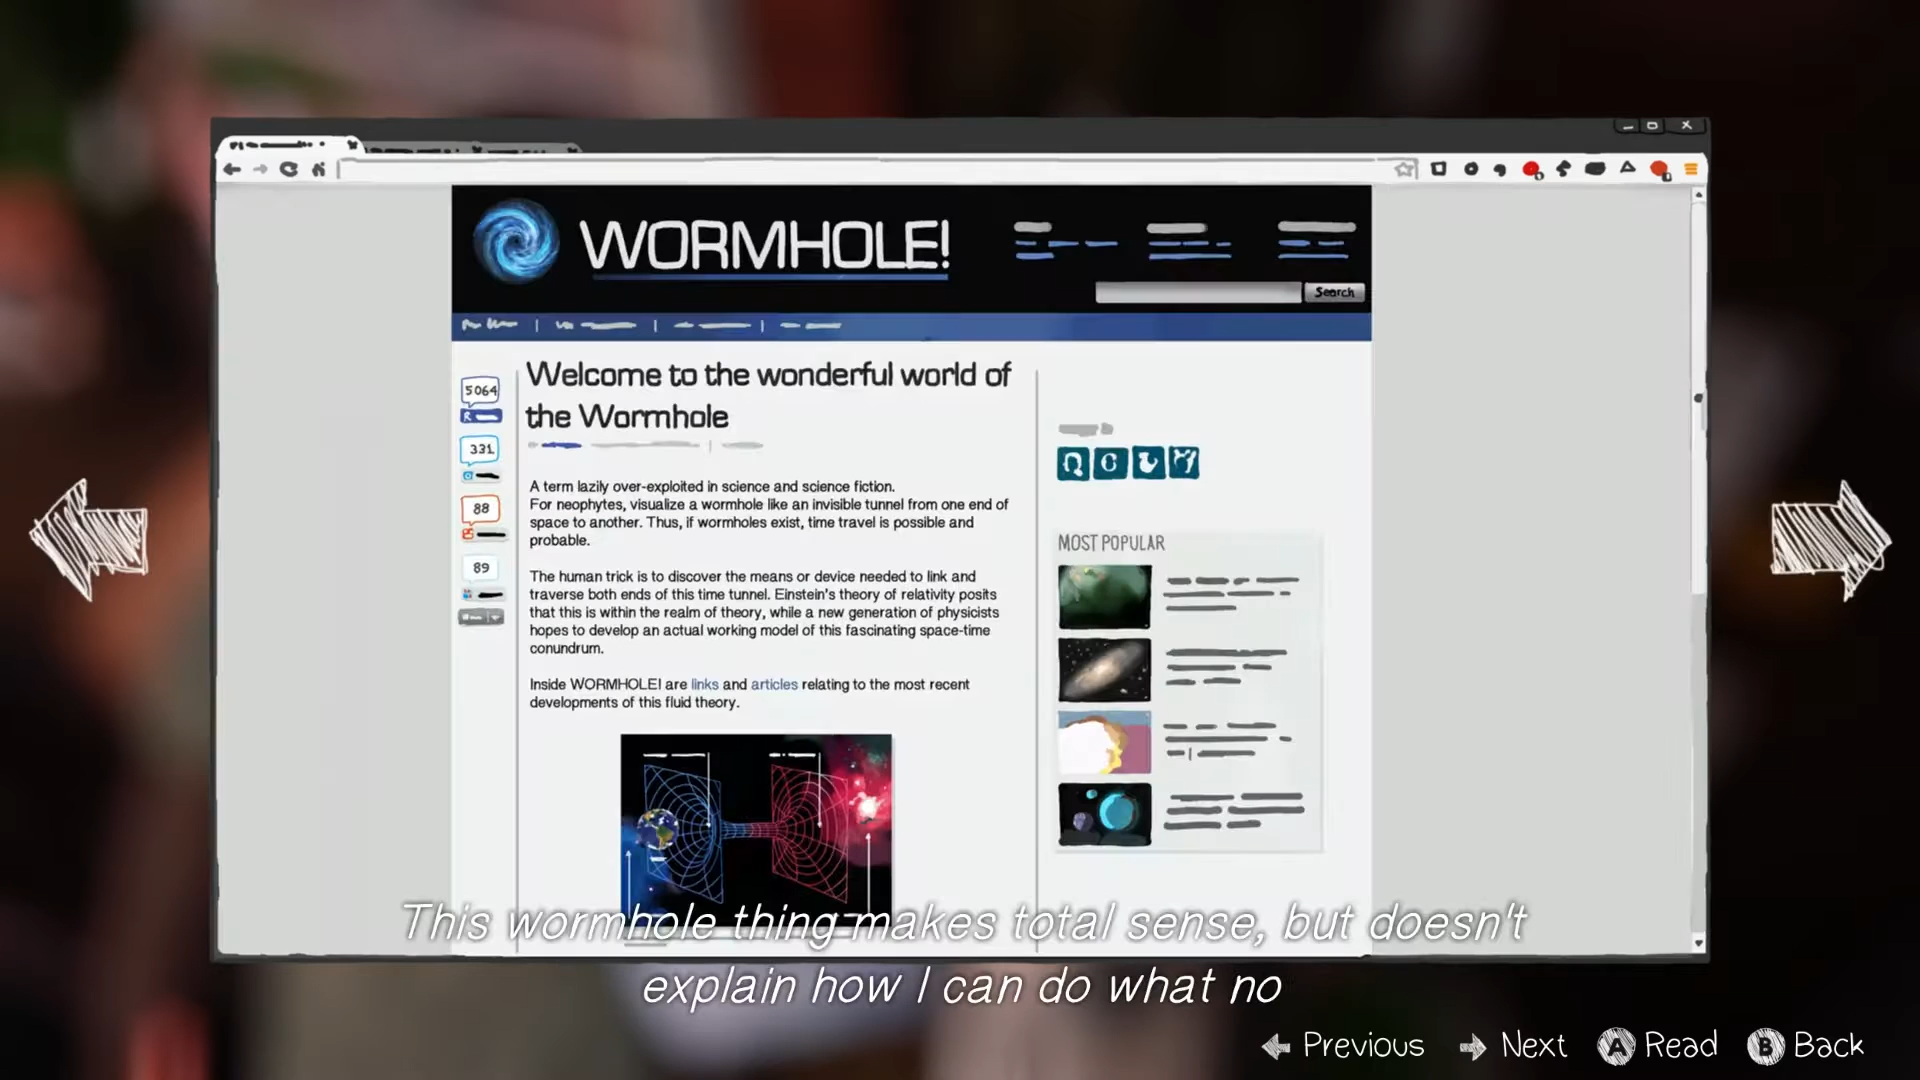 WORMHOLE!
Search
Welcome to the wonderful world of
the Wormhole
5064
331
88
89
A term lazily over-exploited in science and science fiction.
For neophytes, visualize a wormhole like an invisible tunnel from one end of
space to another. Thus, if wormholes exist, time travel is possible and
probable.
The human trick is to discover the means or device needed to link and
traverse both ends of this time tunnel. Einstein's theory of relativity posits
that this is within the realm of theory, while a new generation of physicists
hopes to develop an actual working model of this fascinating space-time
conundrum.
Inside WORMHOLE! are links and articles relating to the most recent
developments of this fluid theory.
MOST POPULAR
This wormhole thing makes total sense, but doesn't
explain how I can do what no
Previous Next A Read B Back